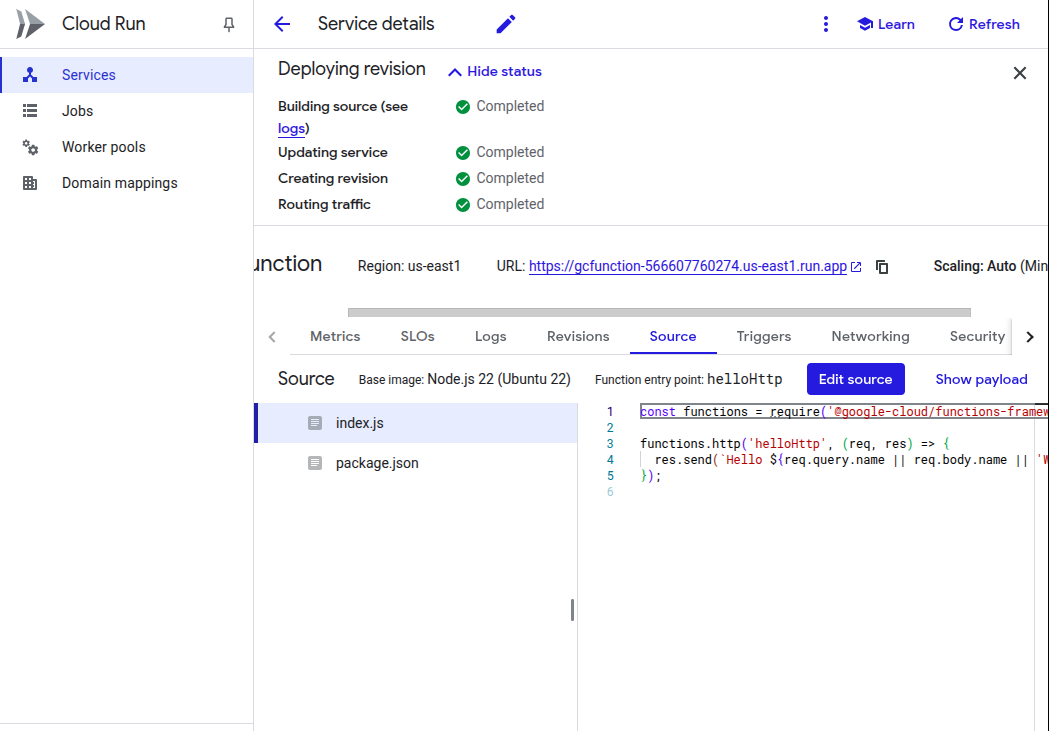 Cloud Run
Service details
Learn
Refresh
Services
Jobs
Worker pools
Domain mappings
Deploying revision
Hide status
Building source (see
logs)
Completed
Updating service
Completed
Creating revision
Completed
Routing traffic
Completed
unction
Region: us-east1
URL: https://gcfunction-566607760274.us-east1.run.app
Scaling: Auto (Min
Metrics
SLOs
Logs
Revisions
Source
Triggers
Networking
Security
Source
Base image: Node.js 22 (Ubuntu 22)
Function entry point: helloHttp
Edit source
Show payload
index.js
package.json
1 const functions = require('@google-cloud/functions-framew
2
3 functions.http('helloHttp', (req, res) => {
4 res.send(`Hello ${req.query.name || req.body.name || 'W
5 });
6